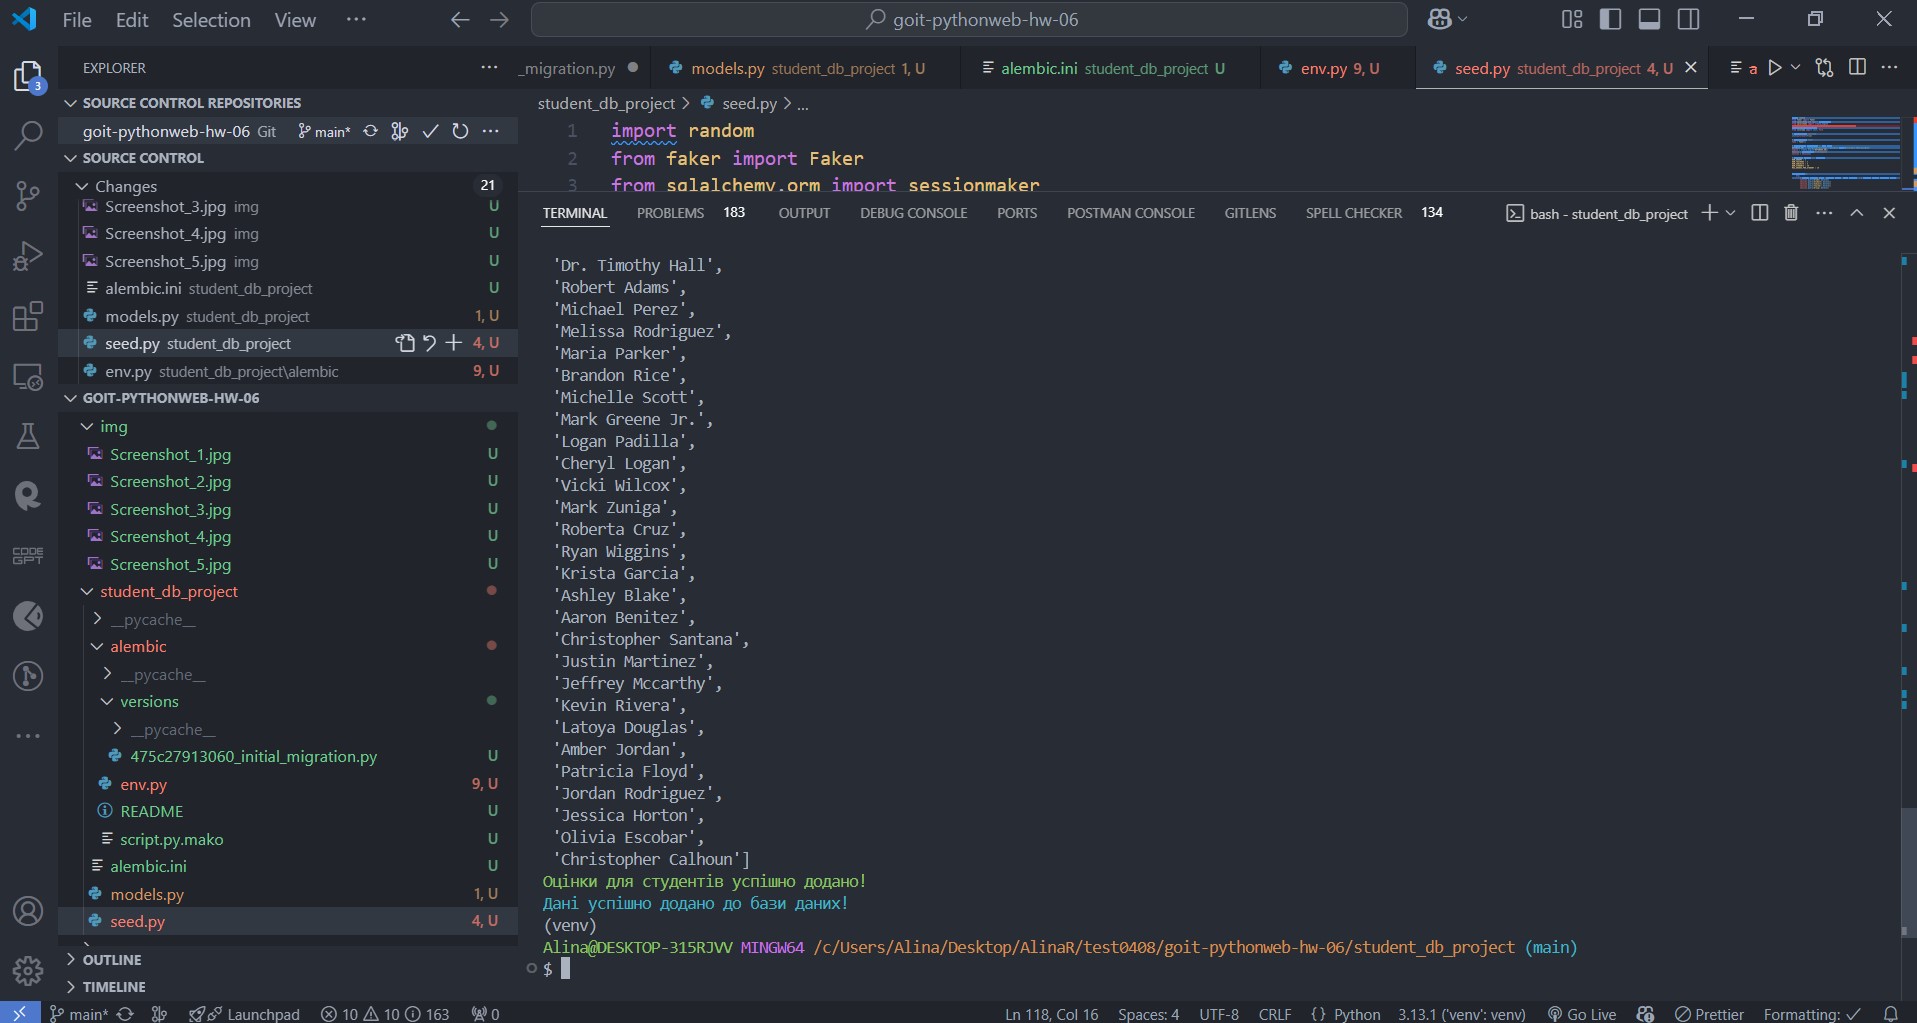 File Edit Selection View ··· goit-pythonweb-hw-06
EXPLORER ···
_migration.py models.py student_db_project 1, U alembic.ini student_db_project U env.py 9, U seed.py student_db_project 4, U a ···
SOURCE CONTROL REPOSITORIES
goit-pythonweb-hw-06 Git main* ···
SOURCE CONTROL
Changes 21
Screenshot_3.jpg img U
Screenshot_4.jpg img U
Screenshot_5.jpg img U
alembic.ini student_db_project U
models.py student_db_project 1, U
seed.py student_db_project 4, U
env.py student_db_project\alembic 9, U
GOIT-PYTHONWEB-HW-06
img
Screenshot_1.jpg U
Screenshot_2.jpg U
Screenshot_3.jpg U
Screenshot_4.jpg U
Screenshot_5.jpg U
student_db_project
__pycache__
alembic
__pycache__
versions
__pycache__
475c27913060_initial_migration.py U
env.py 9, U
README U
script.py.mako U
alembic.ini U
models.py 1, U
seed.py 4, U
OUTLINE
TIMELINE
3
CODE
GPT
student_db_project > seed.py > ...
1 import random
2 from faker import Faker
3 from sqlalchemy.orm import sessionmaker
TERMINAL PROBLEMS 183 OUTPUT DEBUG CONSOLE PORTS POSTMAN CONSOLE GITLENS SPELL CHECKER 134 bash - student_db_project ···
'Dr. Timothy Hall',
'Robert Adams',
'Michael Perez',
'Melissa Rodriguez',
'Maria Parker',
'Brandon Rice',
'Michelle Scott',
'Mark Greene Jr.',
'Logan Padilla',
'Cheryl Logan',
'Vicki Wilcox',
'Mark Zuniga',
'Roberta Cruz',
'Ryan Wiggins',
'Krista Garcia',
'Ashley Blake',
'Aaron Benitez',
'Christopher Santana',
'Justin Martinez',
'Jeffrey Mccarthy',
'Kevin Rivera',
'Latoya Douglas',
'Amber Jordan',
'Patricia Floyd',
'Jordan Rodriguez',
'Jessica Horton',
'Olivia Escobar',
'Christopher Calhoun']
Оцінки для студентів успішно додано!
Дані успішно додано до бази даних!
(venv)
Alina@DESKTOP-315RJVV MINGW64 /c/Users/Alina/Desktop/AlinaR/test0408/goit-pythonweb-hw-06/student_db_project (main)
$
main* Launchpad 10 10 163 0 Ln 118, Col 16 Spaces: 4 UTF-8 CRLF {} Python 3.13.1 ('venv': venv) Go Live Prettier Formatting: ✓